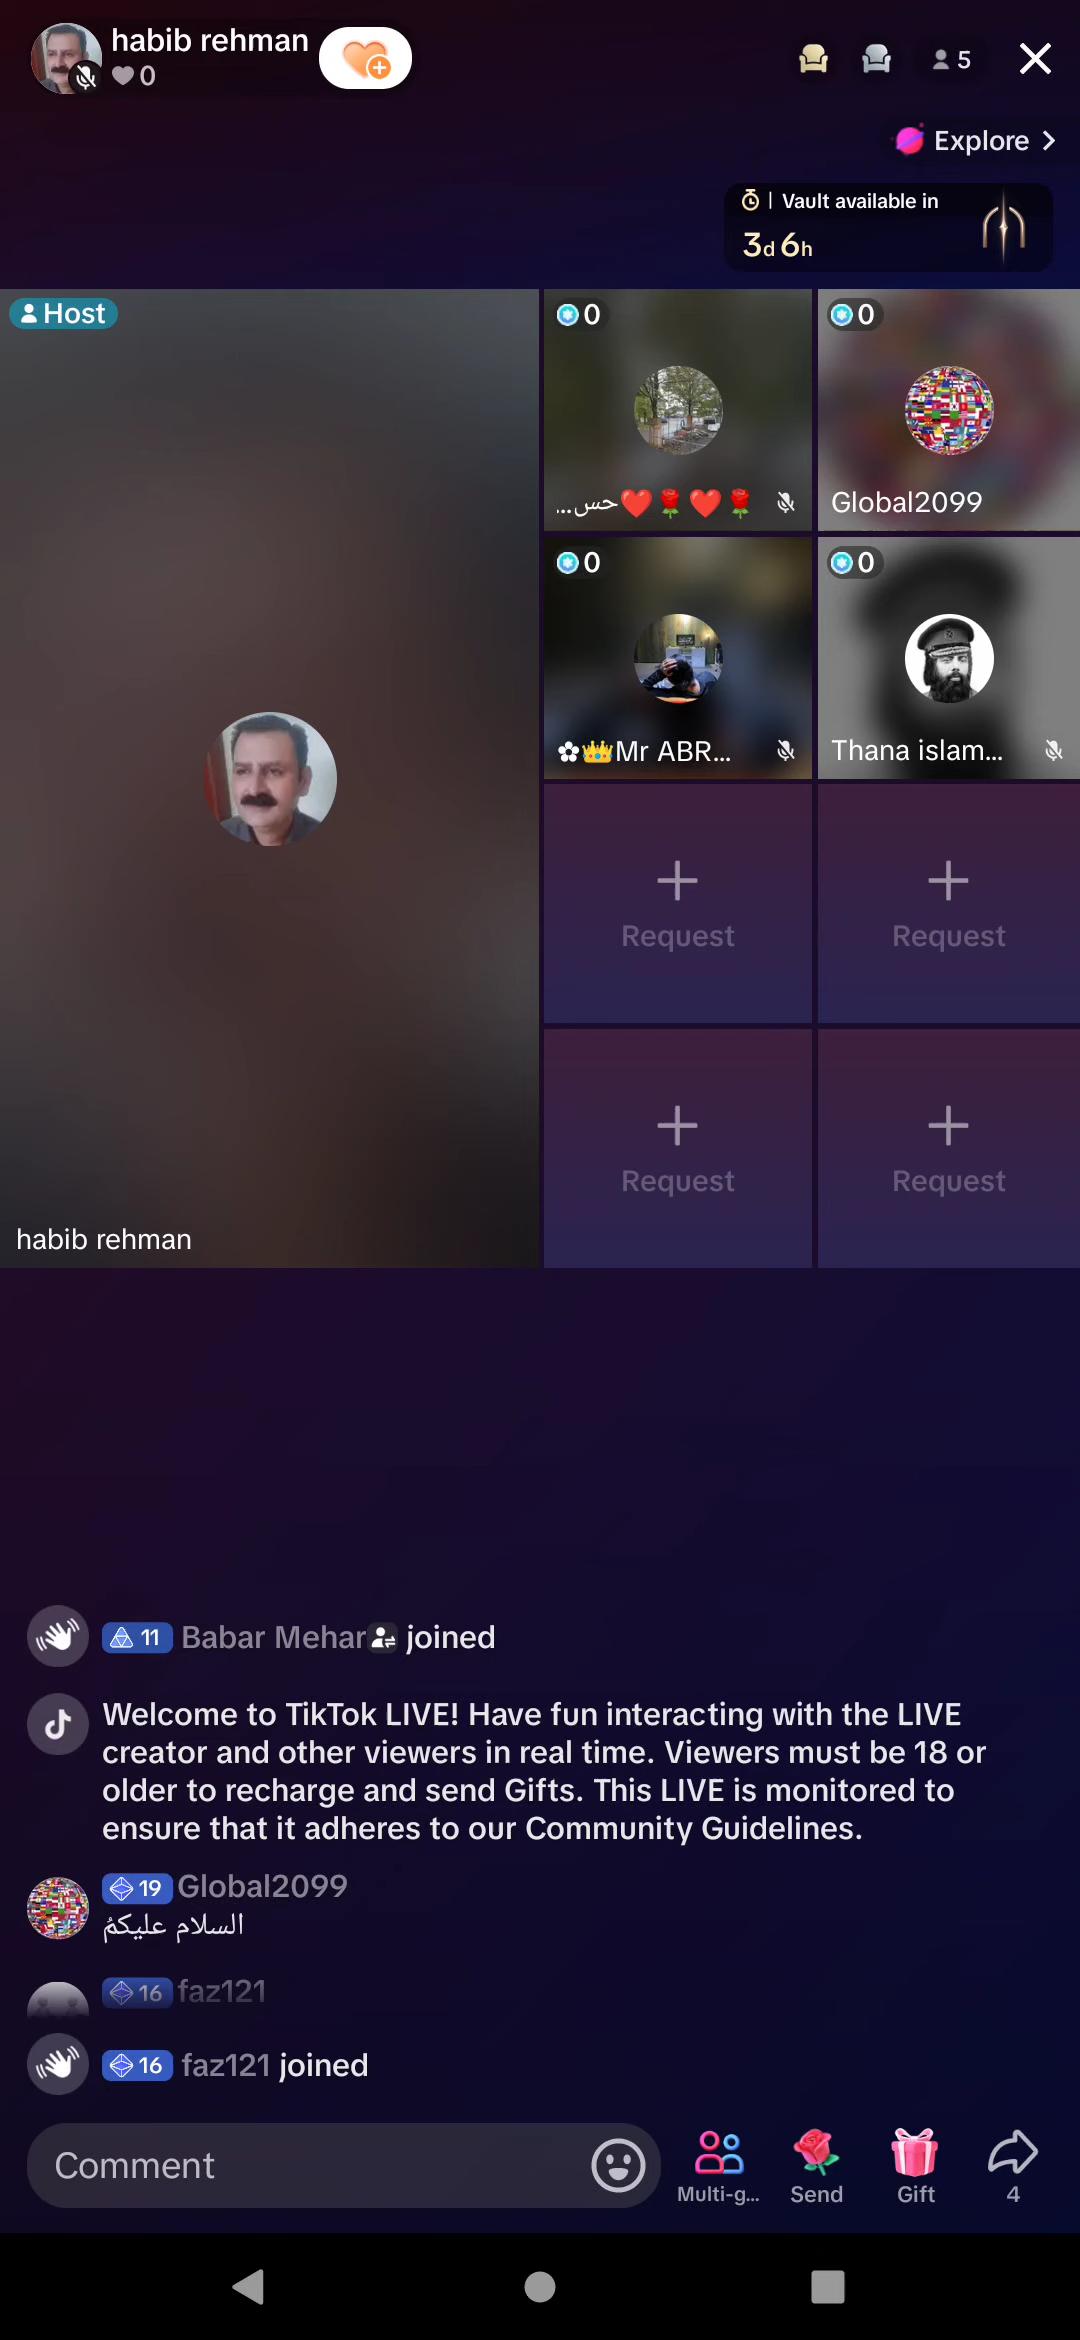 habib rehman
0
5
Explore
Vault available in
3d 6h
Host
0
0
حس...❤️🌹❤️🌹
Global2099
0
0
✿👑Mr ABR...
Thana islam...
Request
Request
Request
Request
habib rehman
11 Babar Mehar joined
Welcome to TikTok LIVE! Have fun interacting with the LIVE
creator and other viewers in real time. Viewers must be 18 or
older to recharge and send Gifts. This LIVE is monitored to
ensure that it adheres to our Community Guidelines.
19 Global2099
السلام عليكمُ
16 faz121
16 faz121 joined
Comment
Multi-g...
Send
Gift
4